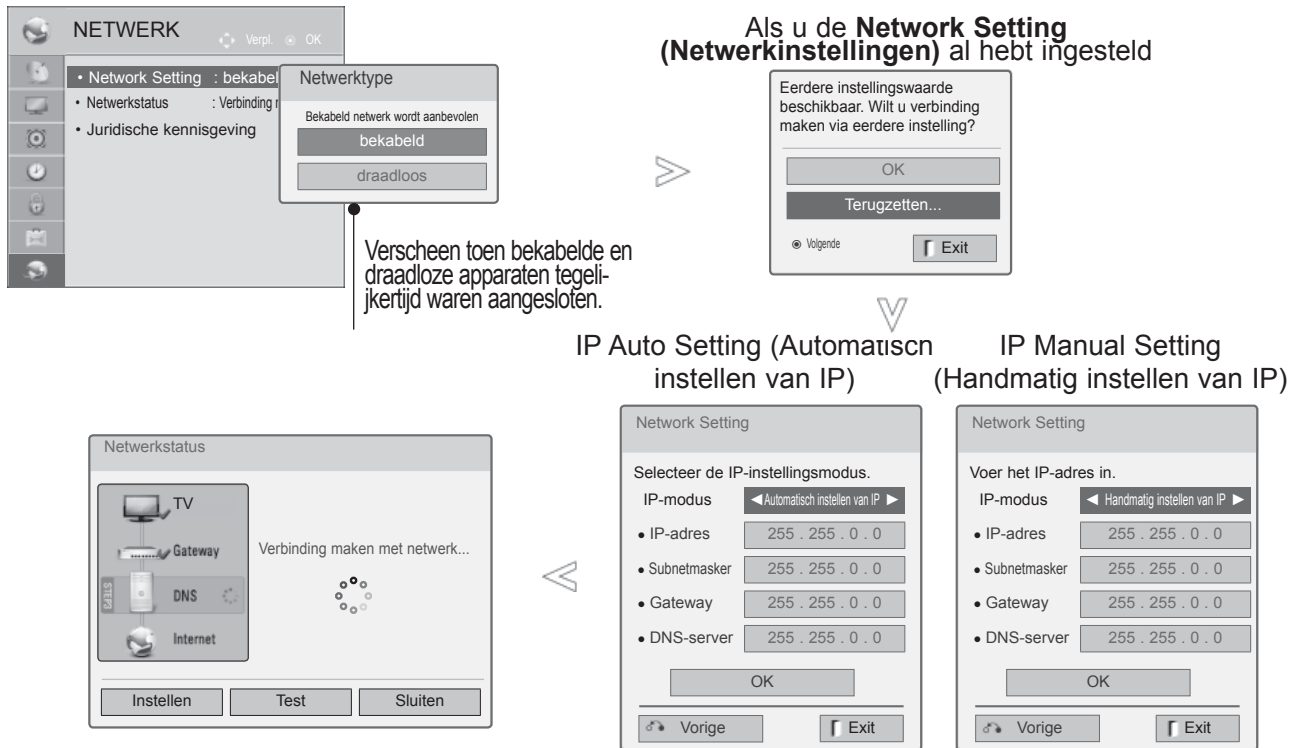 NETWERK
Verpl. OK
• Network Setting : bekabel
• Netwerkstatus : Verbinding
• Juridische kennisgeving
Netwerktype
Bekabeld netwerk wordt aanbevolen
bekabeld
draadloos
Verscheen toen bekabelde en
draadloze apparaten tegeli-
jkertijd waren aangesloten.
Als u de Network Setting
(Netwerkinstellingen) al hebt ingesteld
Eerdere instellingswaarde
beschikbaar. Wilt u verbinding
maken via eerdere instelling?
OK
Terugzetten...
Volgende
Exit
IP Auto Setting (Automatisch
instellen van IP)
Network Setting
Selecteer de IP-instellingsmodus.
IP-modus ◀ Automatisch instellen van IP ▶
• IP-adres 255 . 255 . 0 . 0
• Subnetmasker 255 . 255 . 0 . 0
• Gateway 255 . 255 . 0 . 0
• DNS-server 255 . 255 . 0 . 0
OK
Vorige
Exit
IP Manual Setting
(Handmatig instellen van IP)
Network Setting
Voer het IP-adres in.
IP-modus ◀ Handmatig instellen van IP ▶
• IP-adres 255 . 255 . 0 . 0
• Subnetmasker 255 . 255 . 0 . 0
• Gateway 255 . 255 . 0 . 0
• DNS-server 255 . 255 . 0 . 0
OK
Vorige
Exit
Netwerkstatus
TV
Gateway
STEP3
DNS
Internet
Verbinding maken met netwerk...
Instellen
Test
Sluiten